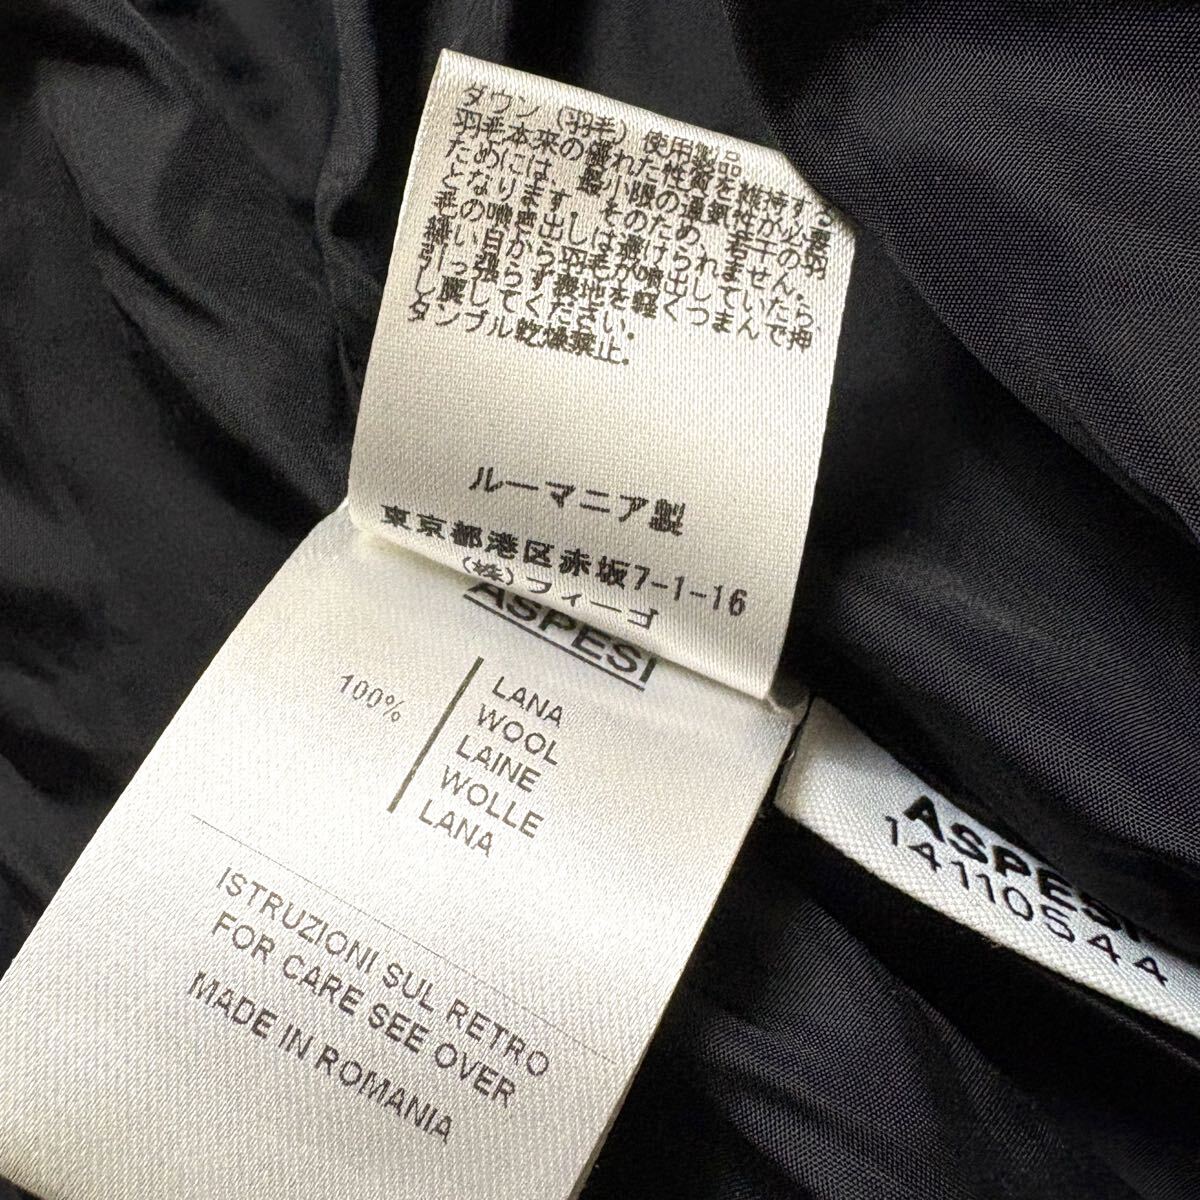 ダウン（羽毛）使用製品
羽毛本来の優れた性質を維持する
ためには、最小限の通気性が必要
となります。そのため、若干の羽
毛の噴き出しは避けられません。
縫い目から羽毛が噴出していたら、
引っ張らず表地を軽くつまんで押
し戻してください。
タンブル乾燥禁止。
ルーマニア製
東京都港区赤坂7-1-16
（株）フィーゴ
ASPESI
100%
LANA
WOOL
LAINE
WOLLE
LANA
ISTRUZIONI SUL RETRO
FOR CARE SEE OVER
MADE IN ROMANIA
ASPESI
14110544